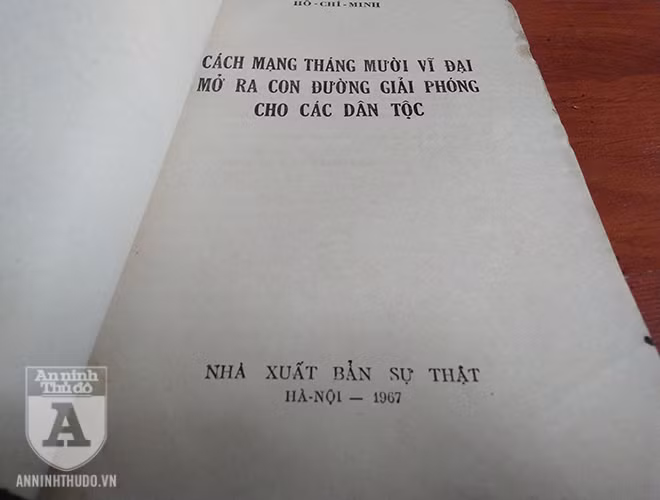 HỒ-CHÍ-MINH
CÁCH MẠNG THÁNG MƯỜI VĨ ĐẠI
MỞ RA CON ĐƯỜNG GIẢI PHÓNG
CHO CÁC DÂN TỘC
NHÀ XUẤT BẢN SỰ THẬT
HÀ-NỘI — 1967
An ninh
Thủ đô
A
ANNINHTHUDO.VN